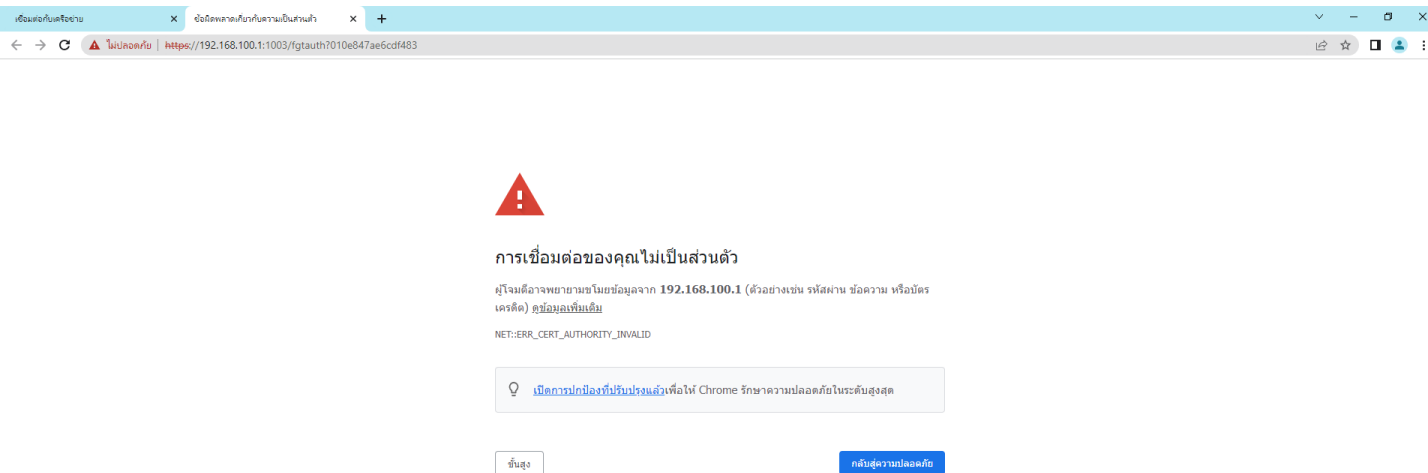 เชื่อมต่อกับเครือข่าย
ข้อผิดพลาดเกี่ยวกับความเป็นส่วนตัว
ไม่ปลอดภัย https://192.168.100.1:1003/fgtauth?010e847ae6cdf483
การเชื่อมต่อของคุณไม่เป็นส่วนตัว
ผู้โจมตีอาจพยายามขโมยข้อมูลจาก 192.168.100.1 (ตัวอย่างเช่น รหัสผ่าน ข้อความ หรือบัตร
เครดิต) ดูข้อมูลเพิ่มเติม
NET::ERR_CERT_AUTHORITY_INVALID
เปิดการปกป้องที่ปรับปรุงแล้วเพื่อให้ Chrome รักษาความปลอดภัยในระดับสูงสุด
ขั้นสูง
กลับสู่ความปลอดภัย